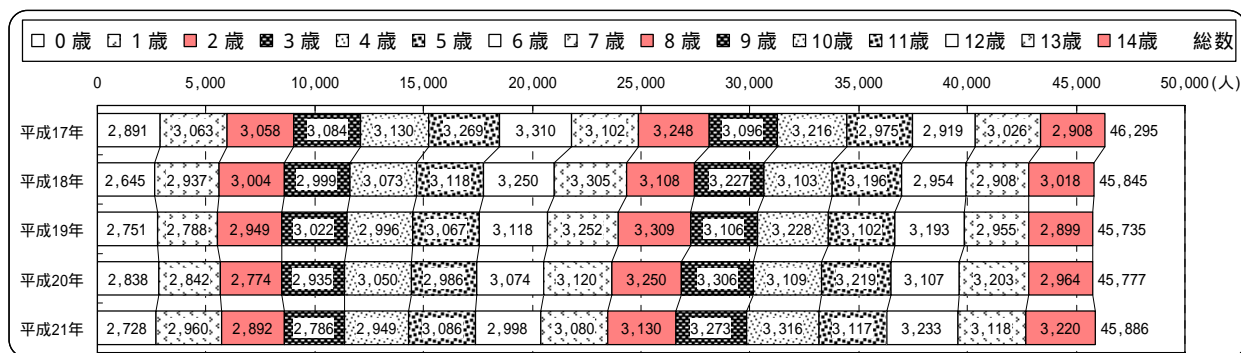 0歳 1歳 2歳 3歳 4歳 5歳 6歳 7歳 8歳 9歳 10歳 11歳 12歳 13歳 14歳 総数
0 5,000 10,000 15,000 20,000 25,000 30,000 35,000 40,000 45,000 50,000(人)
平成17年 2,891 3,063 3,058 3,084 3,130 3,269 3,310 3,102 3,248 3,096 3,216 2,975 2,919 3,026 2,908 46,295
平成18年 2,645 2,937 3,004 2,999 3,073 3,118 3,250 3,305 3,108 3,227 3,103 3,196 2,954 2,908 3,018 45,845
平成19年 2,751 2,788 2,949 3,022 2,996 3,067 3,118 3,252 3,309 3,106 3,228 3,102 3,193 2,955 2,899 45,735
平成20年 2,838 2,842 2,774 2,935 3,050 2,986 3,074 3,120 3,250 3,306 3,109 3,219 3,107 3,203 2,964 45,777
平成21年 2,728 2,960 2,892 2,786 2,949 3,086 2,998 3,080 3,130 3,273 3,316 3,117 3,233 3,118 3,220 45,886